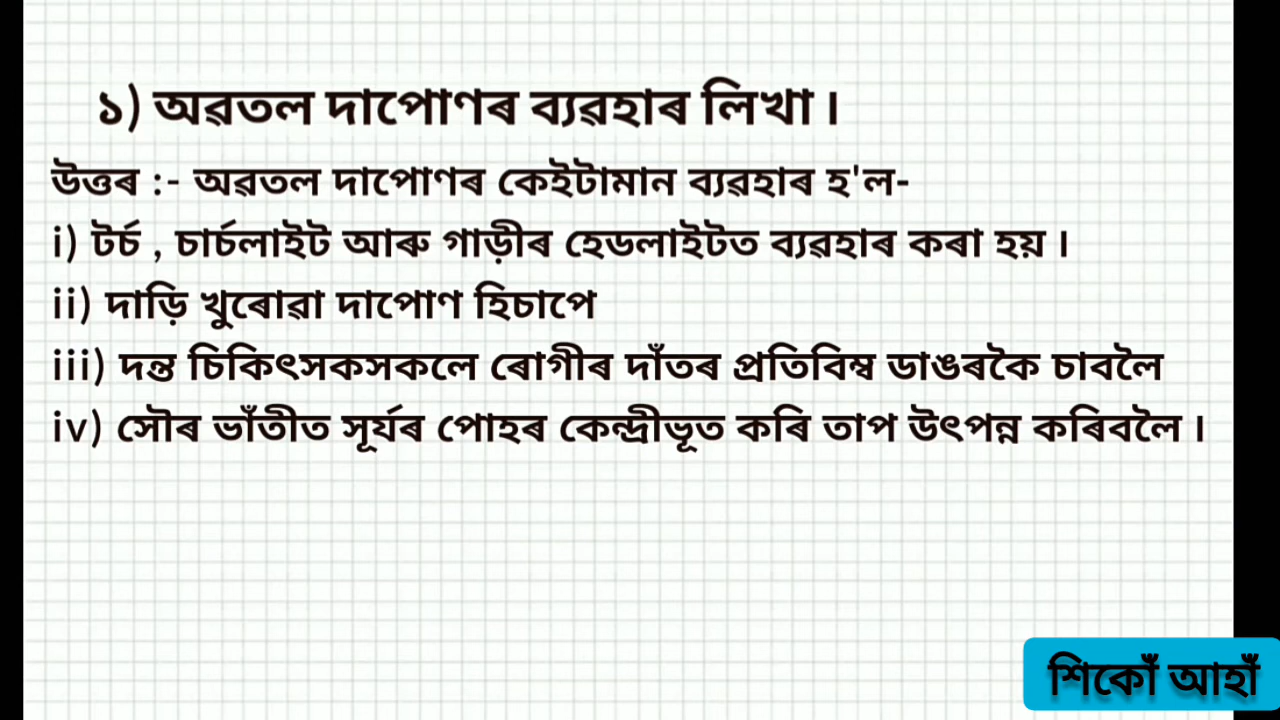 ১) অৱতল দাপোণৰ ব্যৱহাৰ লিখা ।
উত্তৰ :- অৱতল দাপোণৰ কেইটামান ব্যৱহাৰ হ'ল-
i) টৰ্চ , চাৰ্চলাইট আৰু গাড়ীৰ হেডলাইটত ব্যৱহাৰ কৰা হয় ।
ii) দাড়ি খুৰোৱা দাপোণ হিচাপে
iii) দন্ত চিকিৎসকসকলে ৰোগীৰ দাঁতৰ প্ৰতিবিম্ব ডাঙৰকৈ চাবলৈ
iv) সৌৰ ভাঁতীত সূৰ্যৰ পোহৰ কেন্দ্ৰীভূত কৰি তাপ উৎপন্ন কৰিবলৈ ।
শিকোঁ আহাঁ